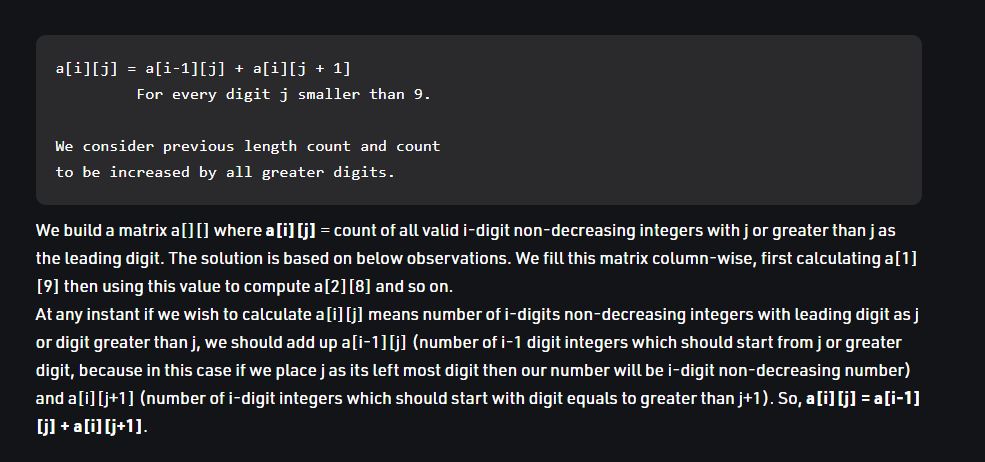 a[i][j] = a[i-1][j] + a[i][j + 1]
For every digit j smaller than 9.
We consider previous length count and count
to be increased by all greater digits.
We build a matrix a[][] where a[i][j] = count of all valid i-digit non-decreasing integers with j or greater than j as
the leading digit. The solution is based on below observations. We fill this matrix column-wise, first calculating a[1]
[9] then using this value to compute a[2][8] and so on.
At any instant if we wish to calculate a[i][j] means number of i-digits non-decreasing integers with leading digit as j
or digit greater than j, we should add up a[i-1][j] (number of i-1 digit integers which should start from j or greater
digit, because in this case if we place j as its left most digit then our number will be i-digit non-decreasing number)
and a[i][j+1] (number of i-digit integers which should start with digit equals to greater than j+1). So, a[i][j] = a[i-1]
[j] + a[i][j+1].